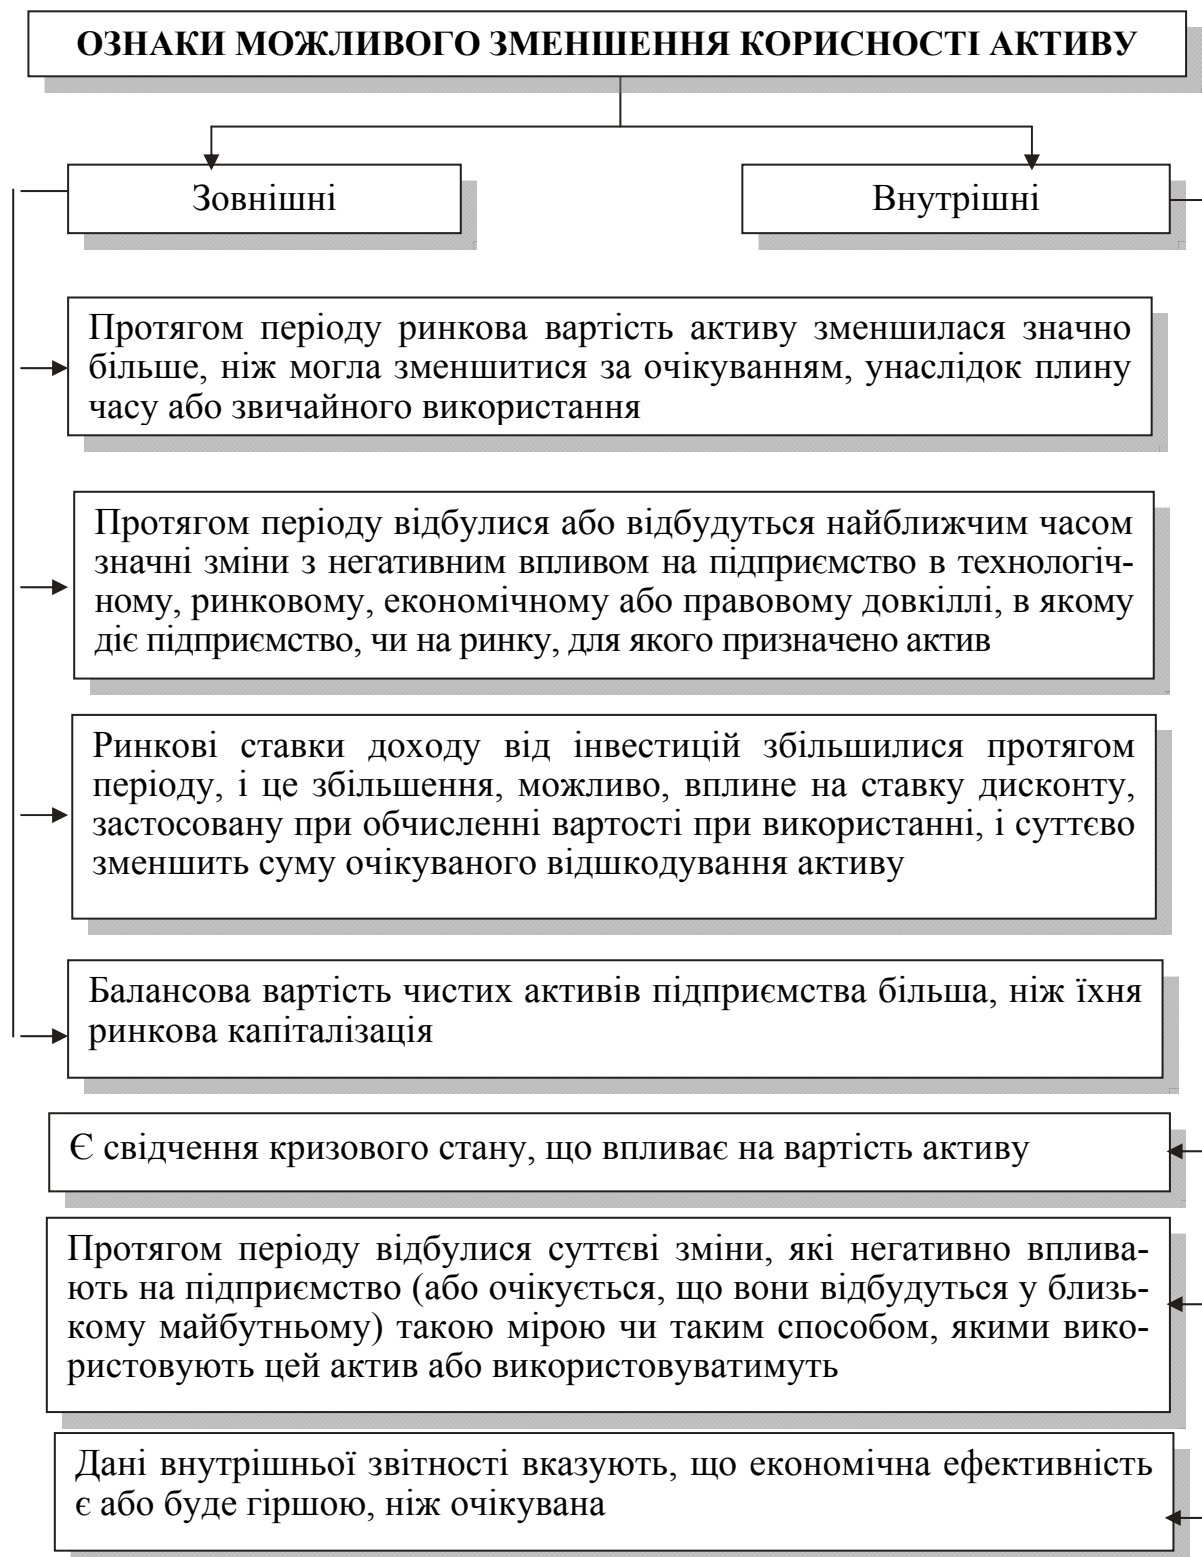 ОЗНАКИ МОЖЛИВОГО ЗМЕНШЕННЯ КОРИСНОСТІ АКТИВУ
Зовнішні
Внутрішні
Протягом періоду ринкова вартість активу зменшилася значно
більше, ніж могла зменшитися за очікуванням, унаслідок плину
часу або звичайного використання
Протягом періоду відбулися або відбудуться найближчим часом
значні зміни з негативним впливом на підприємство в технологіч-
ному, ринковому, економічному або правовому довкіллі, в якому
діє підприємство, чи на ринку, для якого призначено актив
Ринкові ставки доходу від інвестицій збільшилися протягом
періоду, і це збільшення, можливо, вплине на ставку дисконту,
застосовану при обчисленні вартості при використанні, і суттєво
зменшить суму очікуваного відшкодування активу
Балансова вартість чистих активів підприємства більша, ніж їхня
ринкова капіталізація
Є свідчення кризового стану, що впливає на вартість активу
Протягом періоду відбулися суттєві зміни, які негативно вплива-
ють на підприємство (або очікується, що вони відбудуться у близь-
кому майбутньому) такою мірою чи таким способом, якими вико-
ристовують цей актив або використовуватимуть
Дані внутрішньої звітності вказують, що економічна ефективність
є або буде гіршою, ніж очікувана